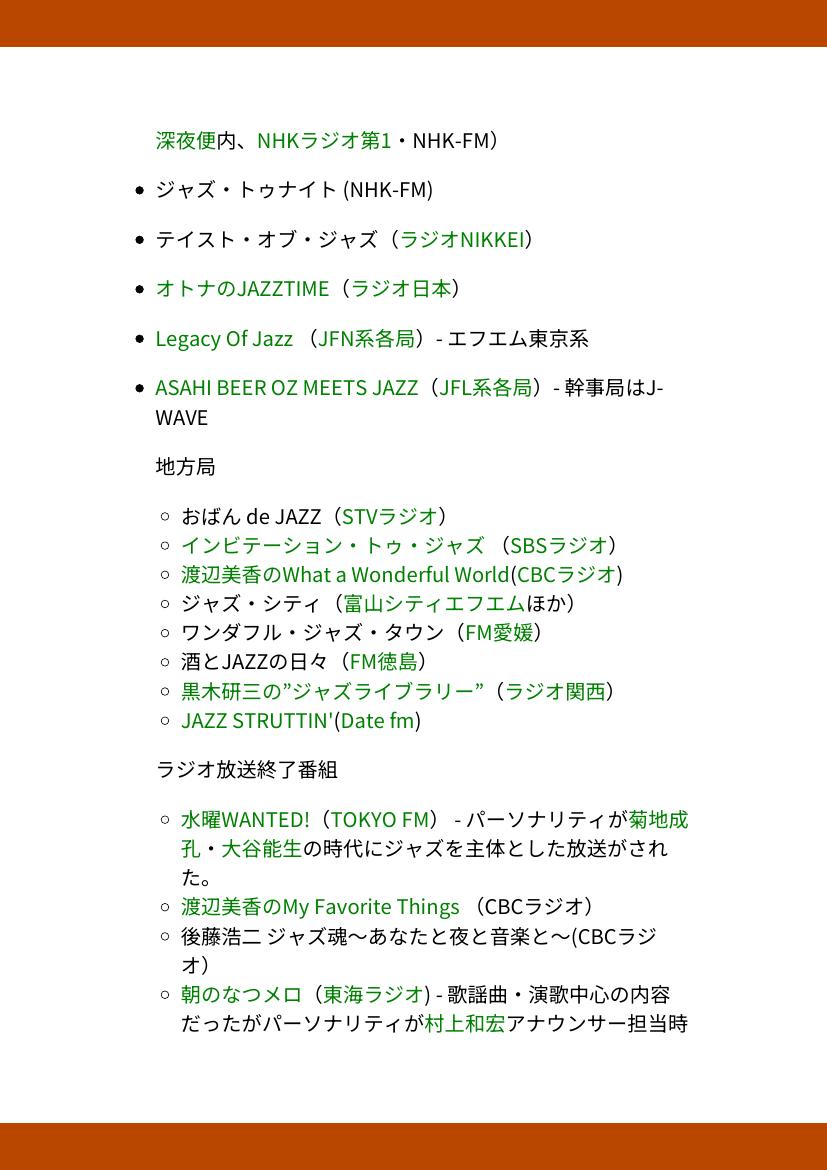 深夜便内、NHKラジオ第1・NHK-FM）
ジャズ・トゥナイト (NHK-FM)
テイスト・オブ・ジャズ（ラジオNIKKEI）
オトナのJAZZTIME（ラジオ日本）
Legacy Of Jazz （JFN系各局）- エフエム東京系
ASAHI BEER OZ MEETS JAZZ（JFL系各局）- 幹事局はJ-
WAVE
地方局
おばん de JAZZ（STVラジオ）
インビテーション・トゥ・ジャズ （SBSラジオ）
渡辺美香のWhat a Wonderful World(CBCラジオ)
ジャズ・シティ（富山シティエフエムほか）
ワンダフル・ジャズ・タウン（FM愛媛）
酒とJAZZの日々（FM徳島）
黒木研三の”ジャズライブラリー”（ラジオ関西）
JAZZ STRUTTIN'(Date fm)
ラジオ放送終了番組
水曜WANTED!（TOKYO FM） - パーソナリティが菊地成
孔・大谷能生の時代にジャズを主体とした放送がされ
た。
渡辺美香のMy Favorite Things （CBCラジオ）
後藤浩二 ジャズ魂〜あなたと夜と音楽と〜(CBCラジ
オ）
朝のなつメロ（東海ラジオ) - 歌謡曲・演歌中心の内容
だったがパーソナリティが村上和宏アナウンサー担当時